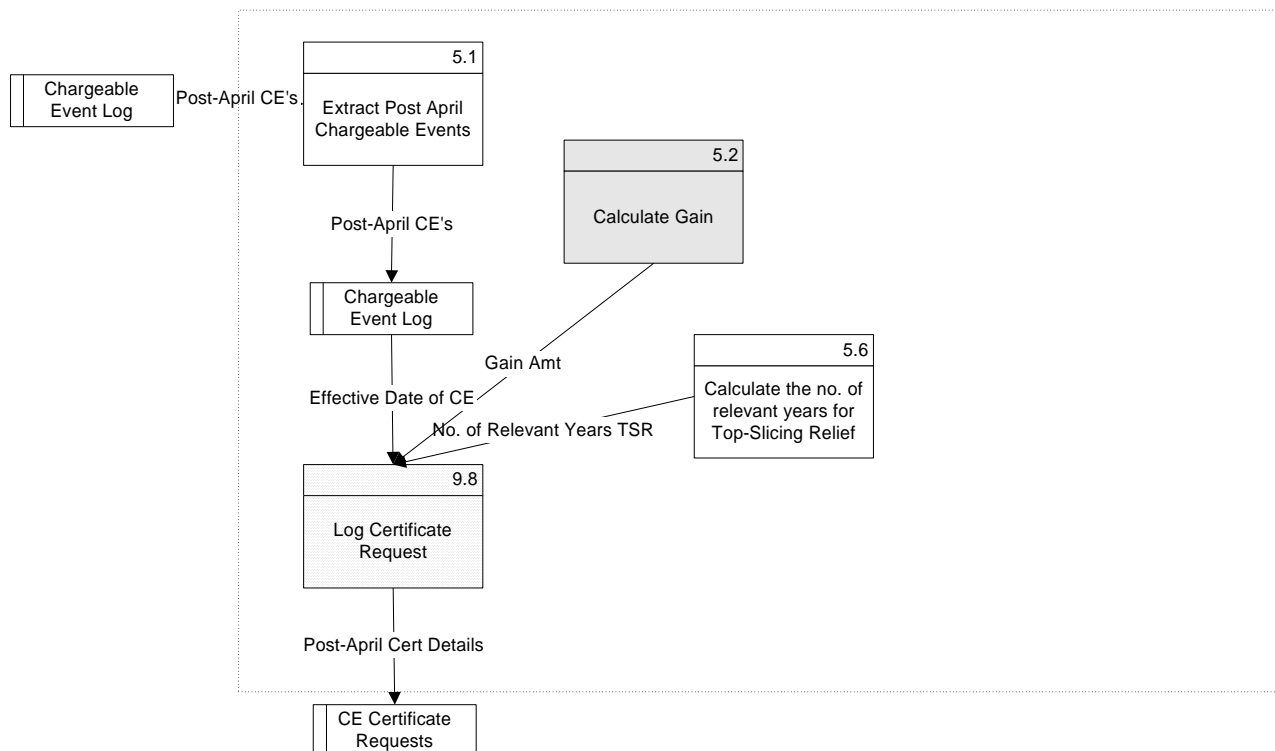 5.1
Chargeable
Event Log
Post-April CE's
Extract Post April
Chargeable Events
5.2
Calculate Gain
Post-April CE's
Chargeable
Event Log
5.6
Gain Amt
Calculate the no. of
relevant years for
Top-Slicing Relief
Effective Date of CE
No. of Relevant Years TSR
9.8
Log Certificate
Request
Post-April Cert Details
CE Certificate
Requests